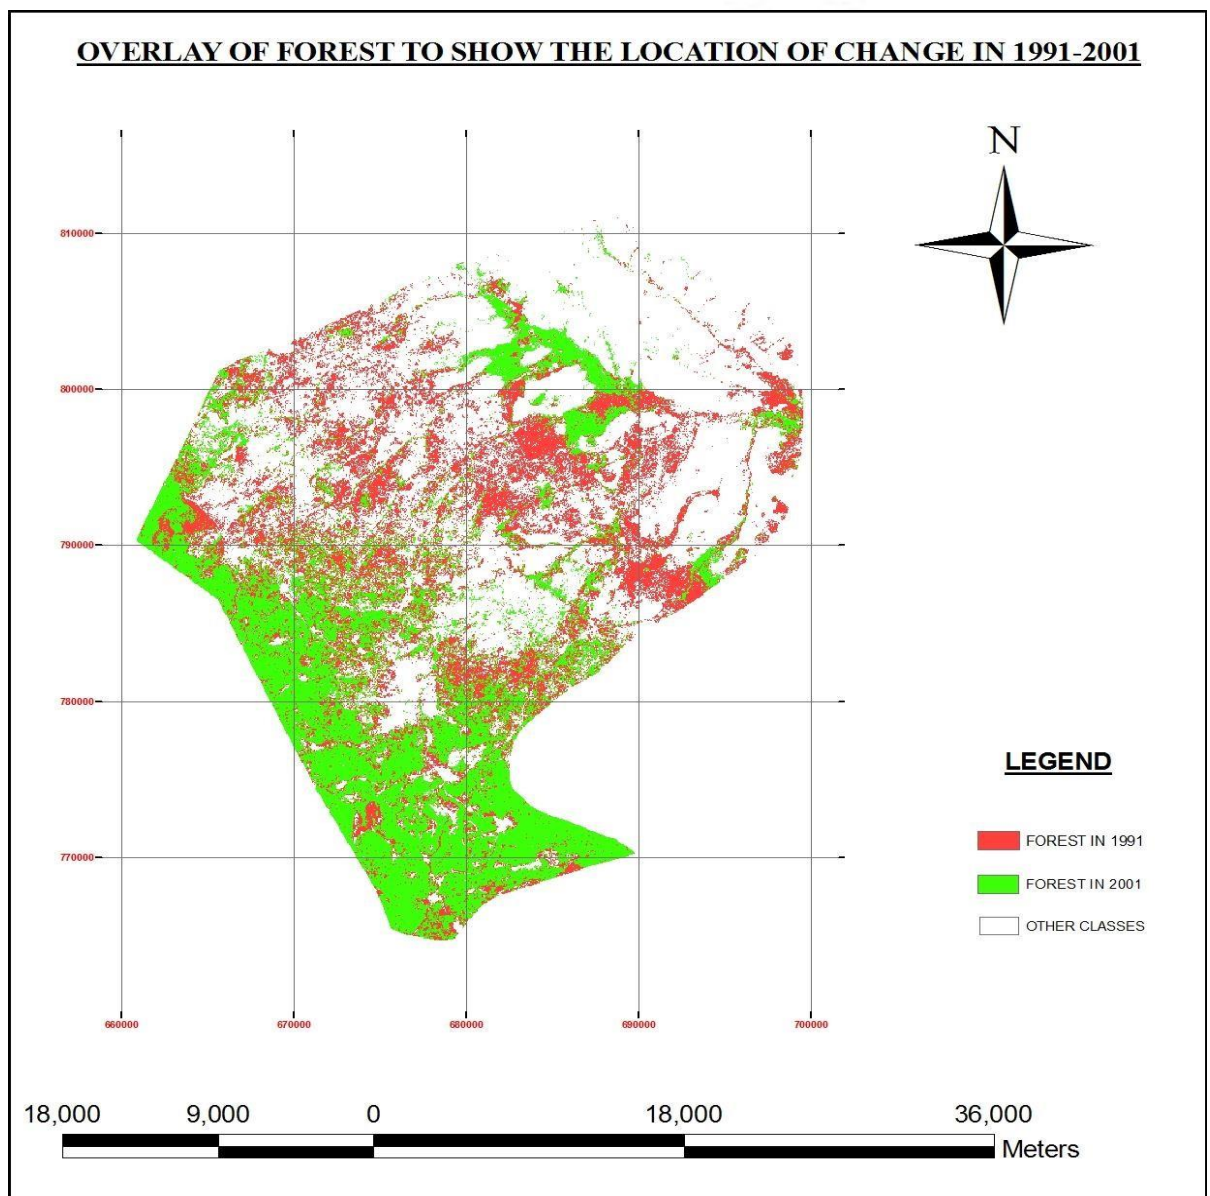 OVERLAY OF FOREST TO SHOW THE LOCATION OF CHANGE IN 1991-2001
N
810000
800000
790000
780000
770000
660000 670000 680000 690000 700000
LEGEND
FOREST IN 1991
FOREST IN 2001
OTHER CLASSES
18,000 9,000 0 18,000 36,000
Meters